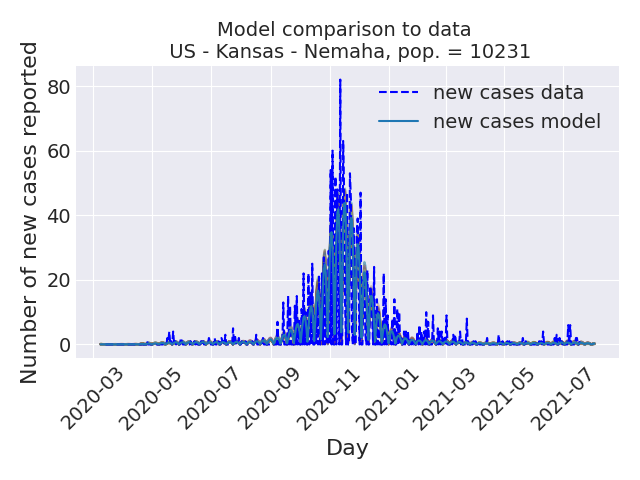 Model comparison to data
US - Kansas - Nemaha, pop. = 10231
Number of new cases reported
80
60
40
20
0
new cases data
new cases model
2020-03
2020-05
2020-07
2020-09
2020-11
2021-01
2021-03
2021-05
2021-07
Day